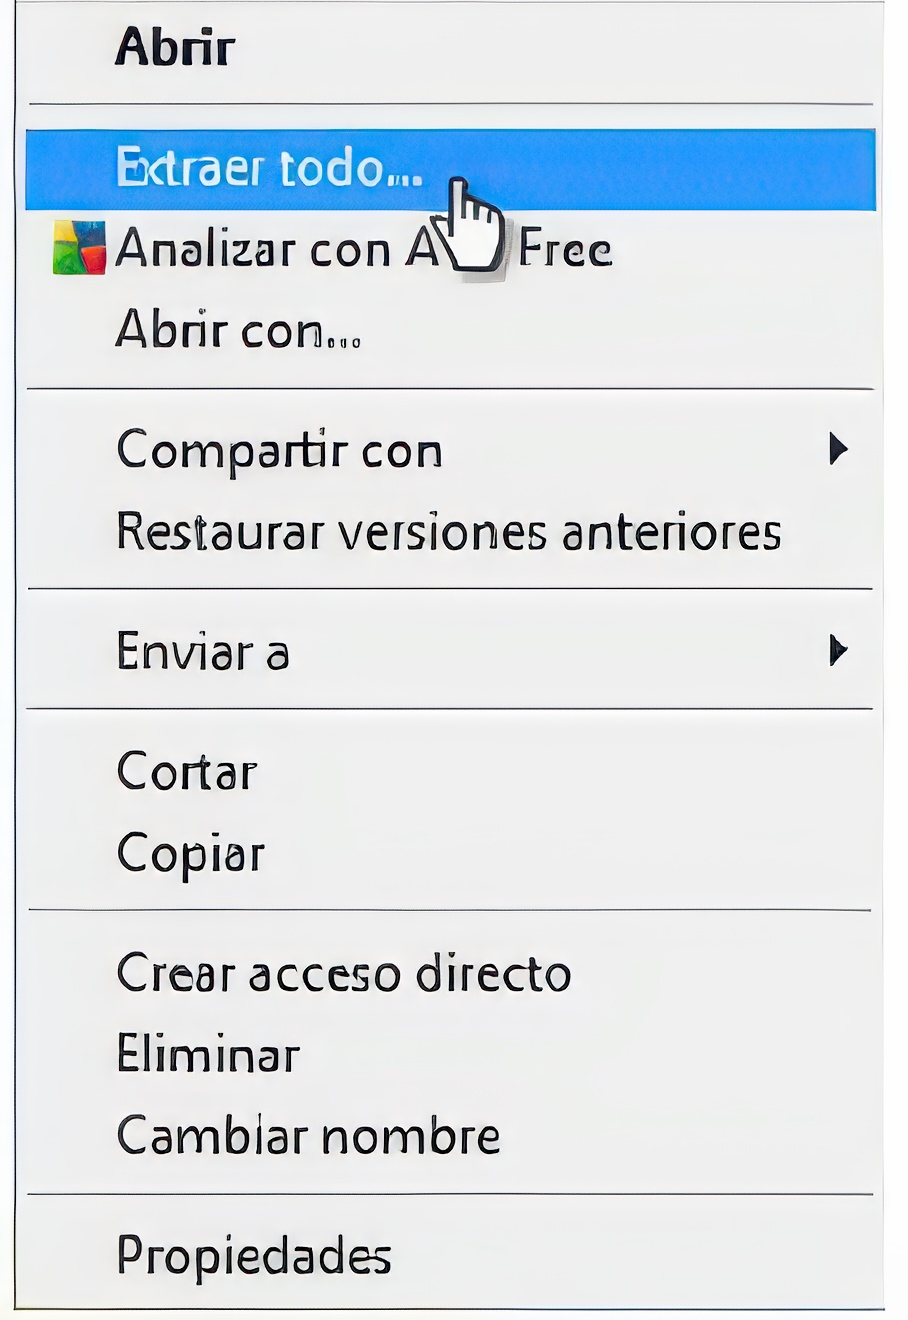 Abrir
Extraer todo...
Analizar con A Free
Abrir con...
Compartir con
Restaurar versiones anteriores
Enviar a
Cortar
Copiar
Crear acceso directo
Eliminar
Cambiar nombre
Propiedades